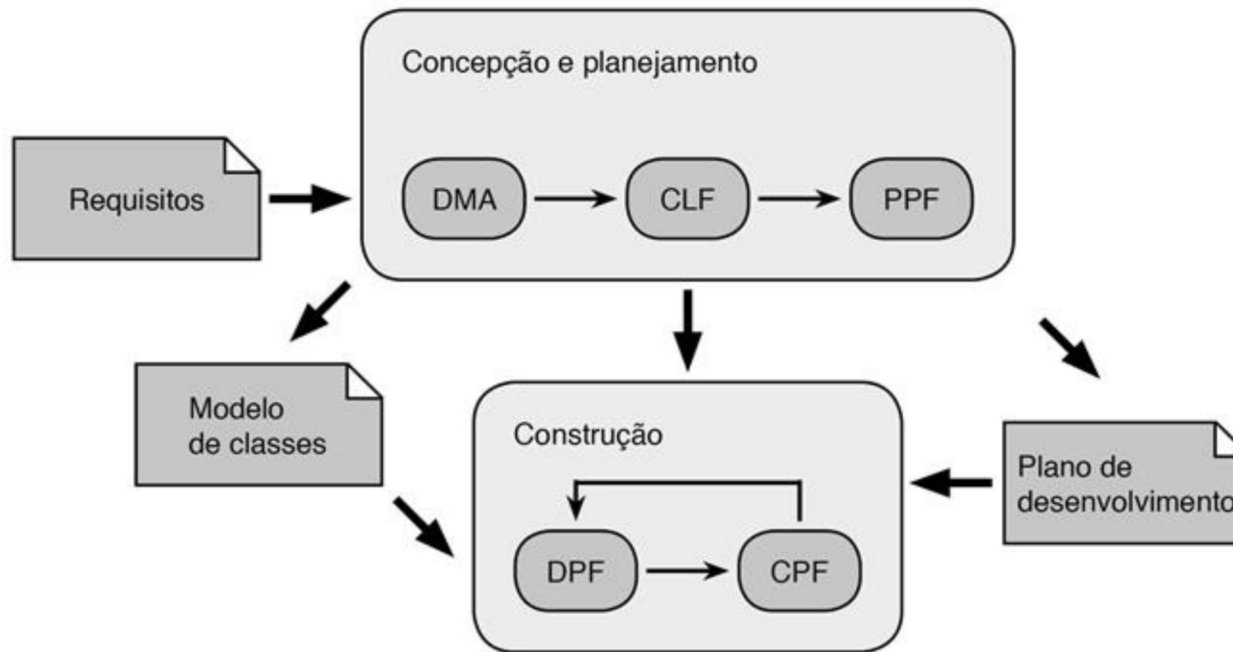 Concepção e planejamento
Requisitos
DMA
CLF
PPF
Modelo
de classes
Construção
Plano de
desenvolvimento
DPF
CPF